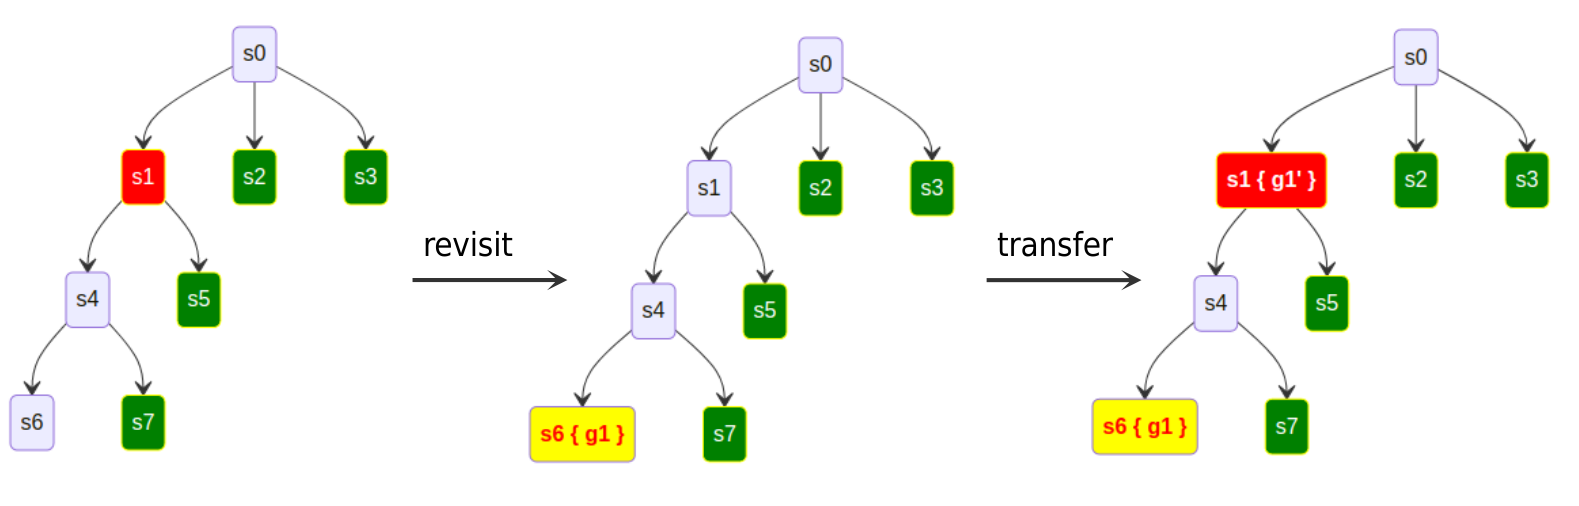 s0
s1
s2
s3
s4
s5
s6
s7
revisit
s0
s1
s2
s3
s4
s5
s6 { g1 }
s7
transfer
s0
s1 { g1' }
s2
s3
s4
s5
s6 { g1 }
s7